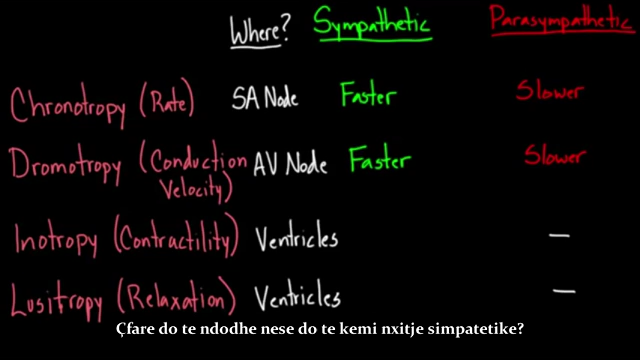 Where? Sympathetic Parasympathetic
Chronotropy (Rate) SA Node Faster Slower
Dromotropy (Conduction Velocity) AV Node Faster Slower
Inotropy (Contractility) Ventricles —
Lusitropy (Relaxation) Ventricles —
Çfare do te ndodhe nese do te kemi nxitje simpatetike?